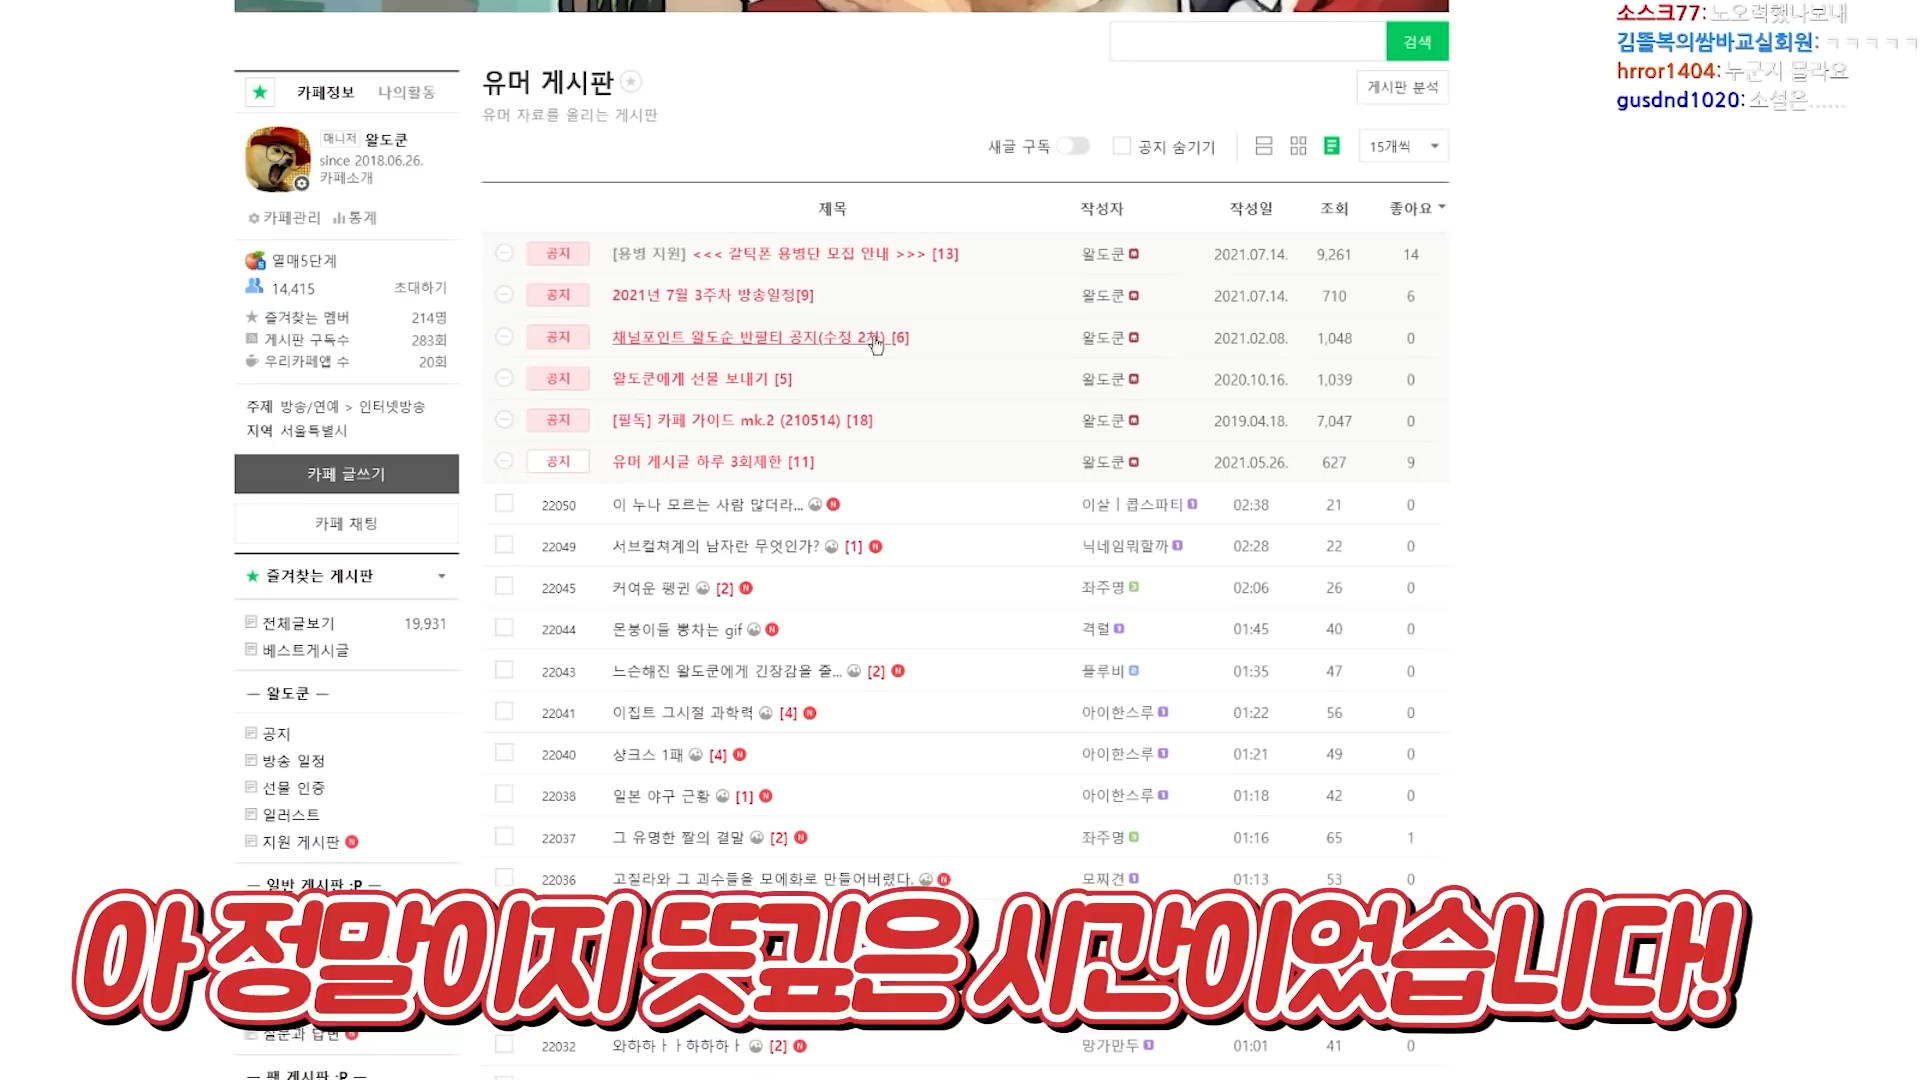 소스크77: 노오력했나보내
김똘복의쌈바교실회원: ㅋㅋㅋㅋㅋ
hrror1404: 누군지 몰라요
gusdnd1020: 소설은......
검색
카페정보 나의활동
매니저 왈도쿤
since 2018.06.26.
카페소개
카페관리 통계
열매5단계
14,415 초대하기
즐겨찾는 멤버 214명
게시판 구독수 283회
우리카페앱 수 20회
주제 방송/연예 > 인터넷방송
지역 서울특별시
카페 글쓰기
카페 채팅
즐겨찾는 게시판
전체글보기 19,931
베스트게시글
— 왈도쿤 —
공지
방송 일정
선물 인증
일러스트
지원 게시판 N
— 일반 게시판 :P —
질문과 답변
— 팬 게시판 :P —
유머 게시판
유머 자료를 올리는 게시판
게시판 분석
새글 구독 공지 숨기기 15개씩
제목 작성자 작성일 조회 좋아요
공지 [용병 지원] <<< 갈틱폰 용병단 모집 안내 >>> [13] 왈도쿤 2021.07.14. 9,261 14
공지 2021년 7월 3주차 방송일정[9] 왈도쿤 2021.07.14. 710 6
공지 채널포인트 왈도순 반팔티 공지(수정 2차) [6] 왈도쿤 2021.02.08. 1,048 0
공지 왈도쿤에게 선물 보내기 [5] 왈도쿤 2020.10.16. 1,039 0
공지 [필독] 카페 가이드 mk.2 (210514) [18] 왈도쿤 2019.04.18. 7,047 0
공지 유머 게시글 하루 3회제한 [11] 왈도쿤 2021.05.26. 627 9
22050 이 누나 모르는 사람 많더라... N 이살ㅣ콥스파티 02:38 21 0
22049 서브컬쳐계의 남자란 무엇인가? [1] N 닉네임뭐할까 02:28 22 0
22045 커여운 펭귄 [2] N 좌주명 02:06 26 0
22044 몬붕이들 뽕차는 gif N 격렬 01:45 40 0
22043 느슨해진 왈도쿤에게 긴장감을 줄... [2] N 플루비 01:35 47 0
22041 이집트 그시절 과학력 [4] N 아이한스루 01:22 56 0
22040 샹크스 1패 [4] N 아이한스루 01:21 49 0
22038 일본 야구 근황 [1] N 아이한스루 01:18 42 0
22037 그 유명한 짤의 결말 [2] N 좌주명 01:16 65 1
22036 고질라와 그 괴수들을 모에화로 만들어버렸다. N 모찌견 01:13 53 0
아 정말이지 뜻깊은 시간이었습니다!
22032 와하하ㅏㅏ하하하ㅏ [2] N 망가만두 01:01 41 0